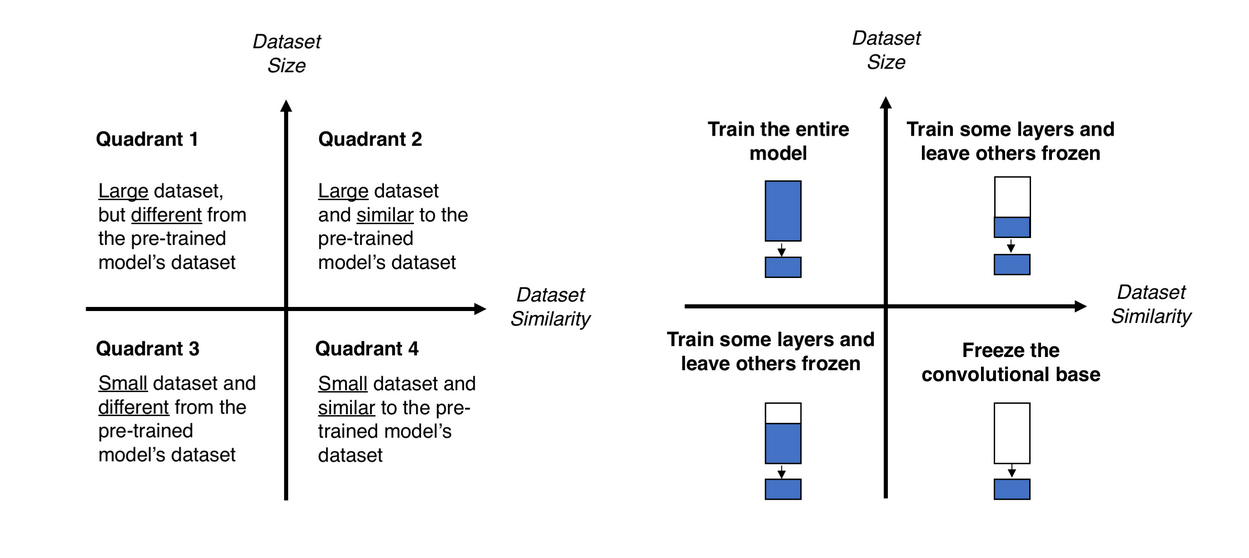 Dataset
Size
Quadrant 1
Quadrant 2
Large dataset,
but different from
the pre-trained
model's dataset
Large dataset
and similar to the
pre-trained
model's dataset
Dataset
Similarity
Quadrant 3
Quadrant 4
Small dataset and
different from the
pre-trained
model's dataset
Small dataset and
similar to the pre-
trained model's
dataset
Dataset
Size
Train the entire
model
Train some layers and
leave others frozen
Dataset
Similarity
Train some layers and
leave others frozen
Freeze the
convolutional base